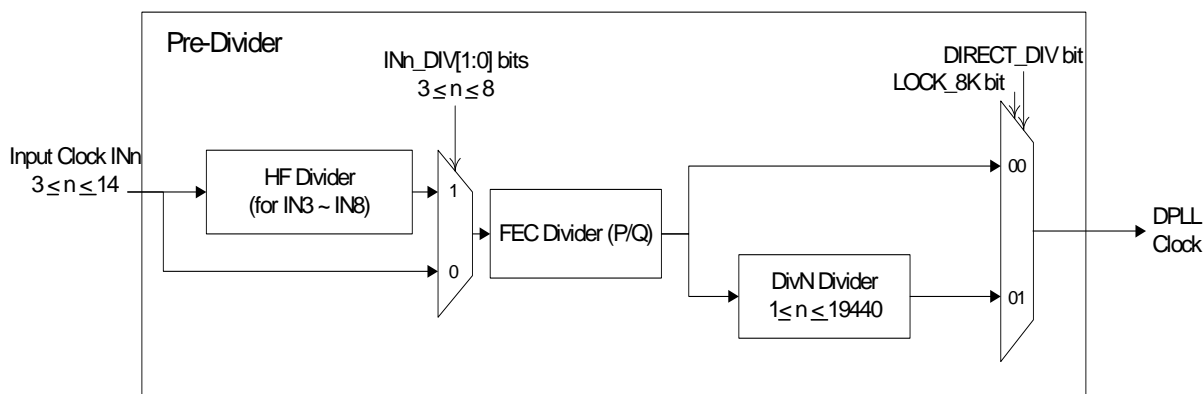 Pre-Divider
INn_DIV[1:0] bits
3 ≤ n ≤ 8
DIRECT_DIV bit
LOCK_8K bit
Input Clock INn
3 ≤ n ≤ 14
HF Divider
(for IN3 ~ IN8)
1
0
FEC Divider (P/Q)
00
DivN Divider
1≤ n ≤ 19440
01
DPLL
Clock